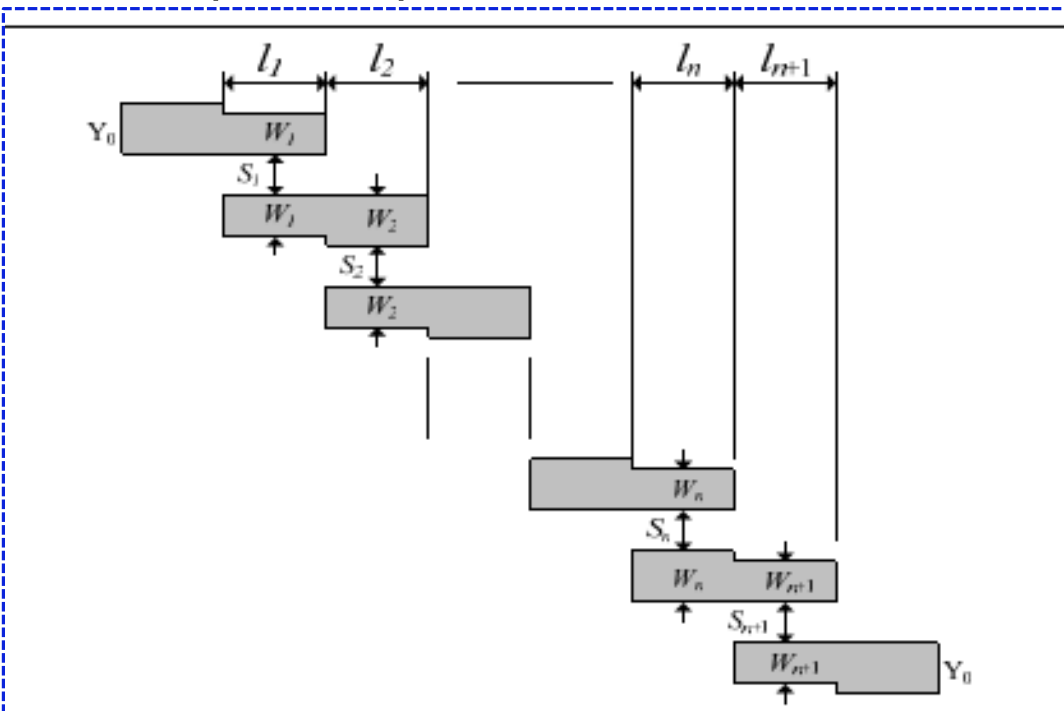 l₁ l₂ lₙ lₙ₊₁
Y₀ W₁
S₁
W₁ W₂
S₂
W₂
Wₙ
Sₙ
Wₙ Wₙ₊₁
Sₙ₊₁
Wₙ₊₁ Y₀